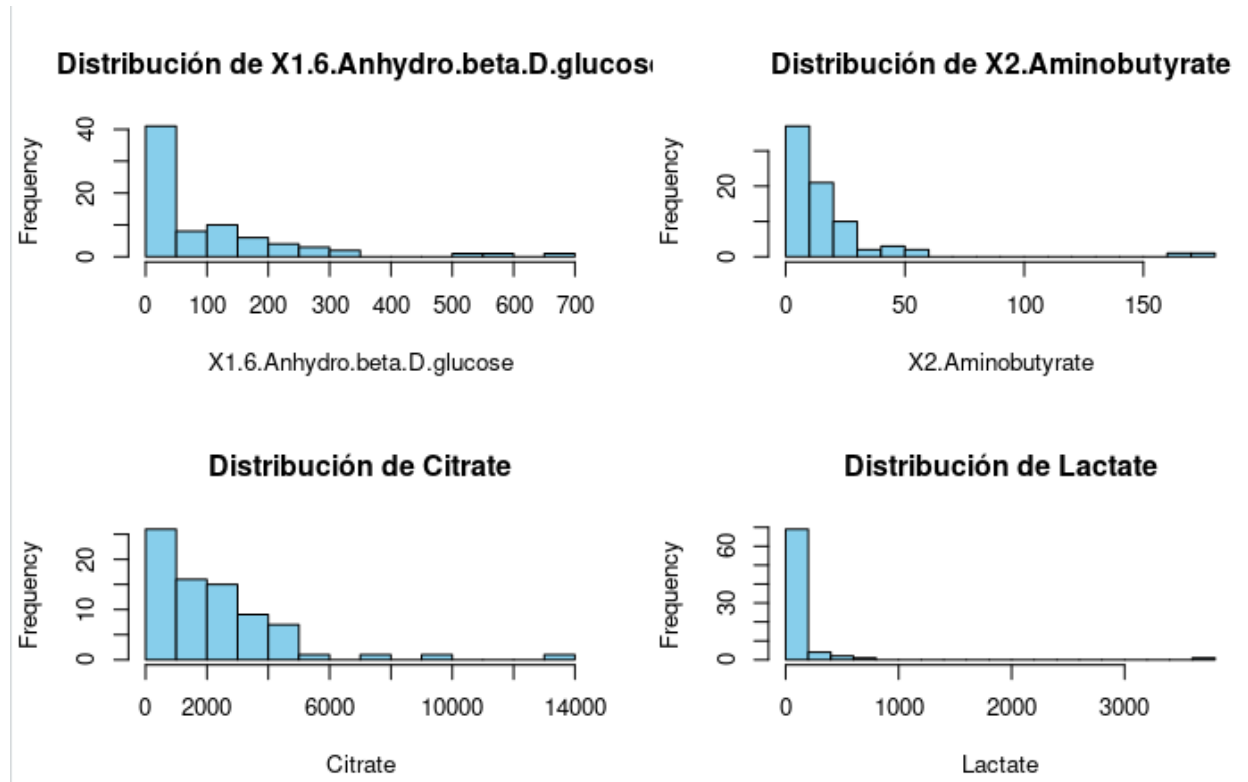 Distribución de X1.6.Anhydro.beta.D.glucos
Frequency
40
20
0
0 100 200 300 400 500 600 700
X1.6.Anhydro.beta.D.glucose
Distribución de X2.Aminobutyrate
Frequency
20
0
0 50 100 150
X2.Aminobutyrate
Distribución de Citrate
Frequency
20
10
0
0 2000 6000 10000 14000
Citrate
Distribución de Lactate
Frequency
60
30
0
0 1000 2000 3000
Lactate